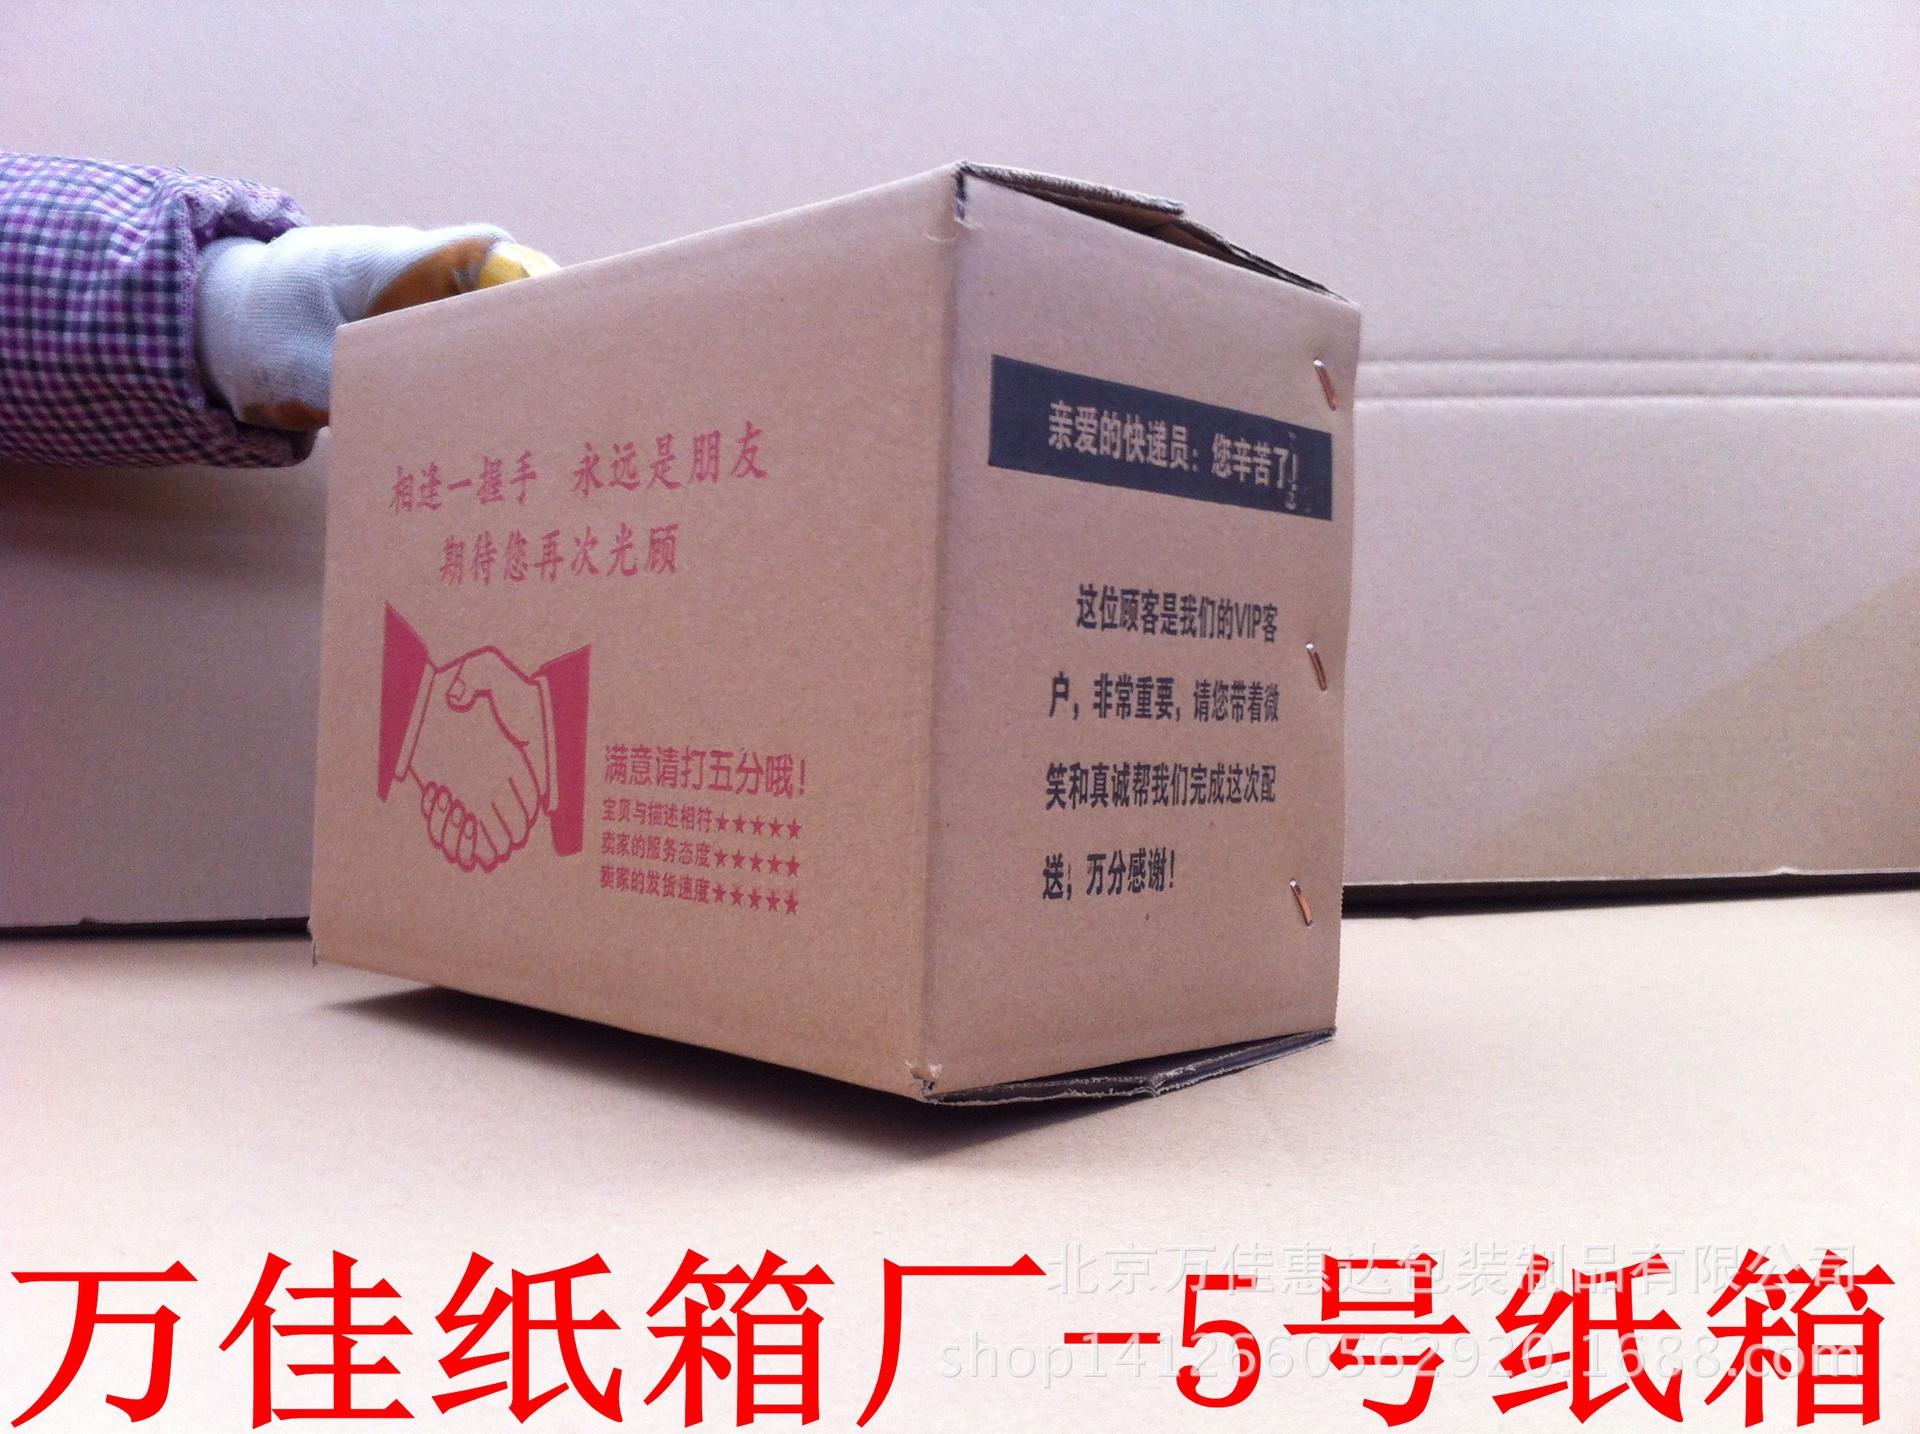 相逢一握手 永远是朋友
期待您再次光顾
满意请打五分哦！
宝贝与描述相符★★★★★
卖家的服务态度★★★★★
卖家的发货速度★★★★★
亲爱的快递员：您辛苦了！
这位顾客是我们的VIP客
户，非常重要，请您带着微
笑和真诚帮我们完成这次配
送；万分感谢！
北京万佳惠达包装制品有限公司
万佳纸箱厂-5号纸箱
shop1412660562920.1688.com